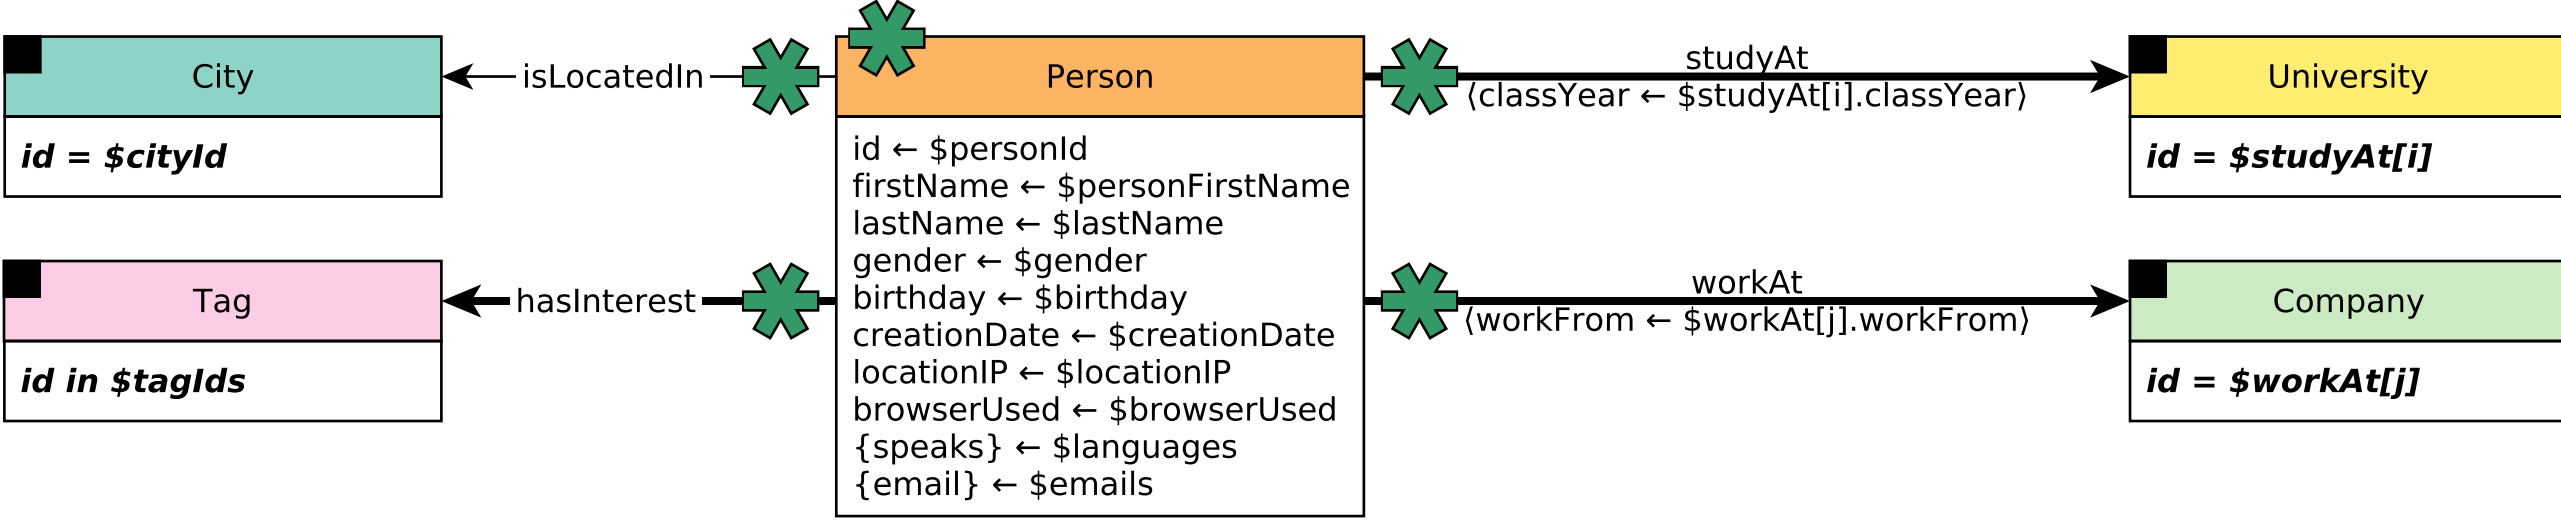 City
id = $cityId
isLocatedIn
Tag
id in $tagIds
hasInterest
Person
id ← $personId
firstName ← $personFirstName
lastName ← $lastName
gender ← $gender
birthday ← $birthday
creationDate ← $creationDate
locationIP ← $locationIP
browserUsed ← $browserUsed
{speaks} ← $languages
{email} ← $emails
studyAt
⟨classYear ← $studyAt[i].classYear⟩
University
id = $studyAt[i]
workAt
⟨workFrom ← $workAt[j].workFrom⟩
Company
id = $workAt[j]